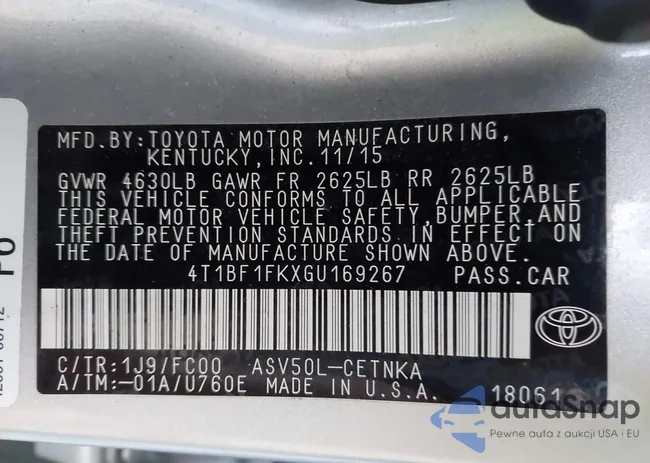 MFD.BY:TOYOTA MOTOR MANUFACTURING,
KENTUCKY,INC.11/15
GVWR 4630LB GAWR FR 2625LB RR 2625LB
THIS VEHICLE CONFORMS TO ALL APPLICABLE
FEDERAL MOTOR VEHICLE SAFETY,BUMPER,AND
THEFT PREVENTION STANDARDS IN EFFECT ON
THE DATE OF MANUFACTURE SHOWN ABOVE.
4T1BF1FKXGU169267 PASS.CAR
C/TR:1J9/FC00 ASV50L-CETNKA
A/TM:-01A/U760E MADE IN U.S.A.
18061
autoSnap
Pewne auta z aukcji USA i EU